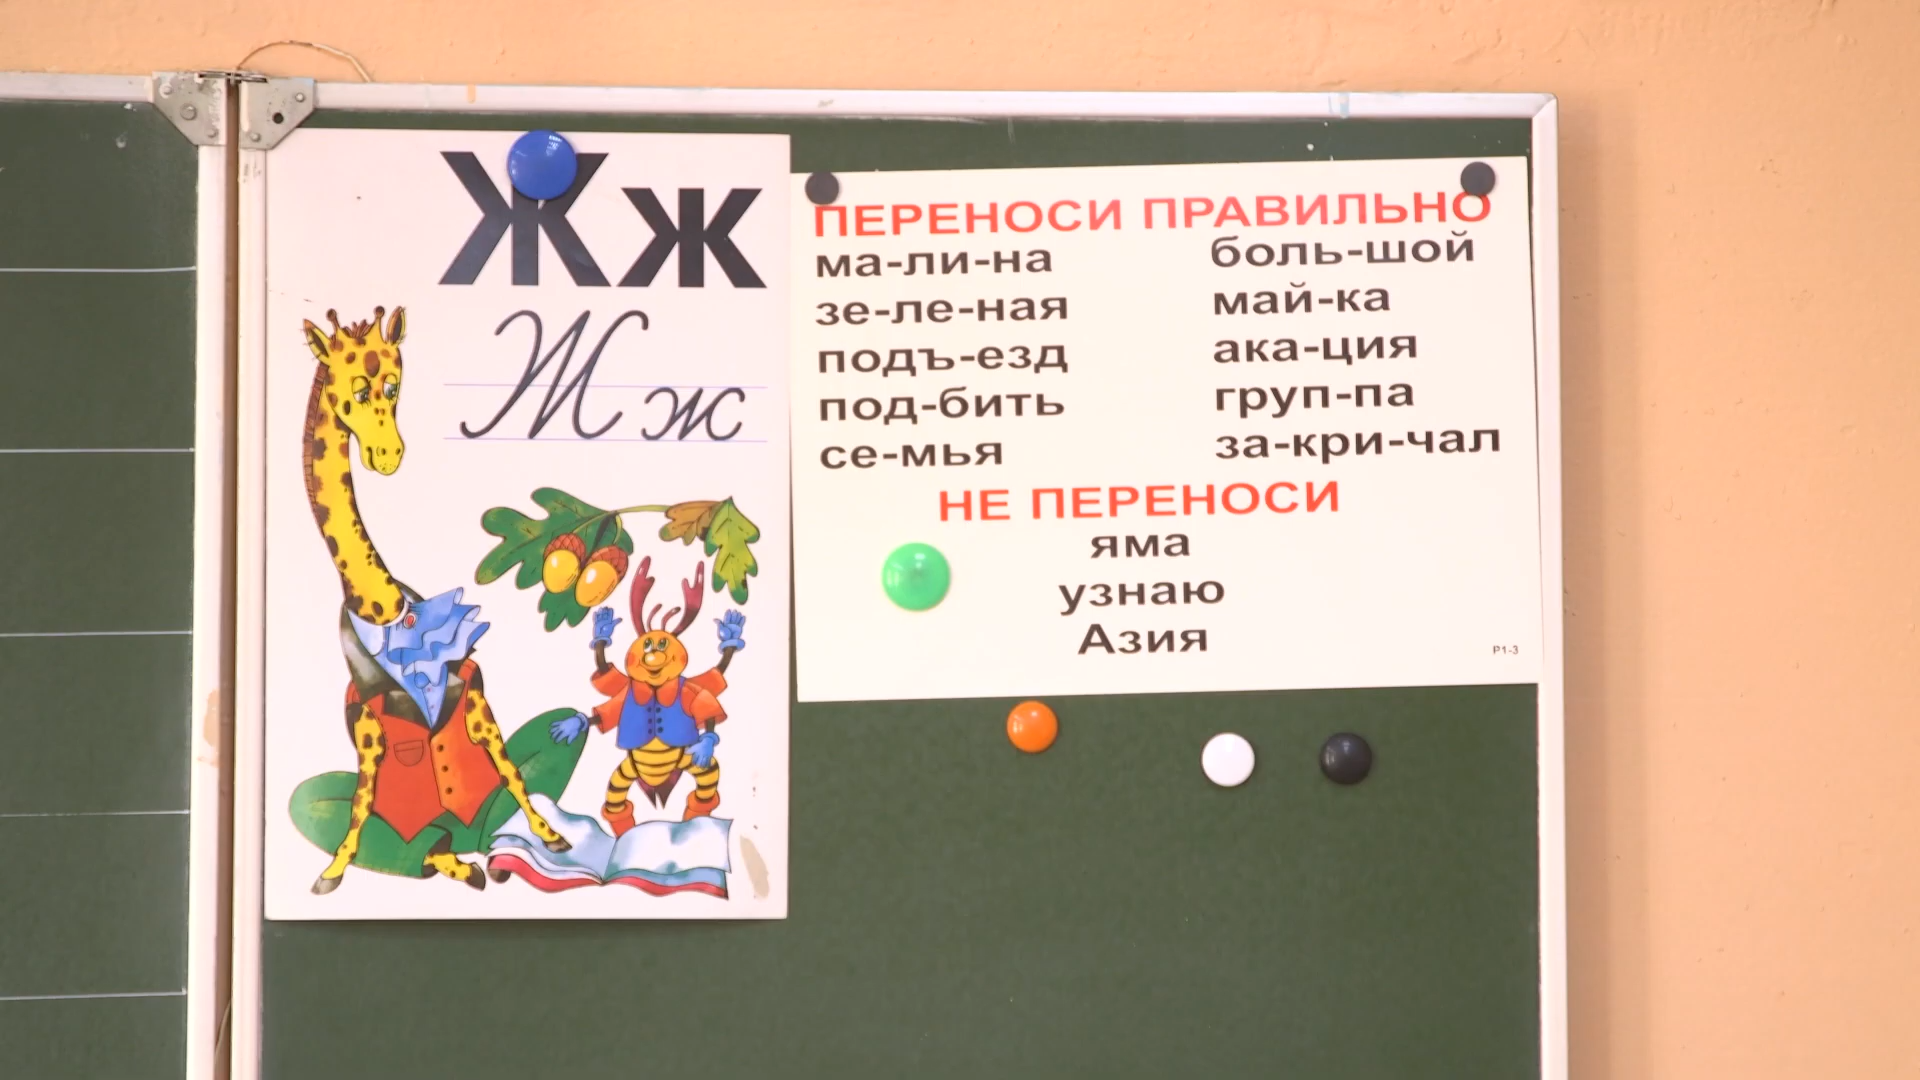 Жж
Жж
ПЕРЕНОСИ ПРАВИЛЬНО
ма-ли-на
зе-ле-ная
подъ-езд
под-бить
се-мья
боль-шой
май-ка
ака-ция
груп-па
за-кри-чал
НЕ ПЕРЕНОСИ
яма
узнаю
Азия
Р1-3